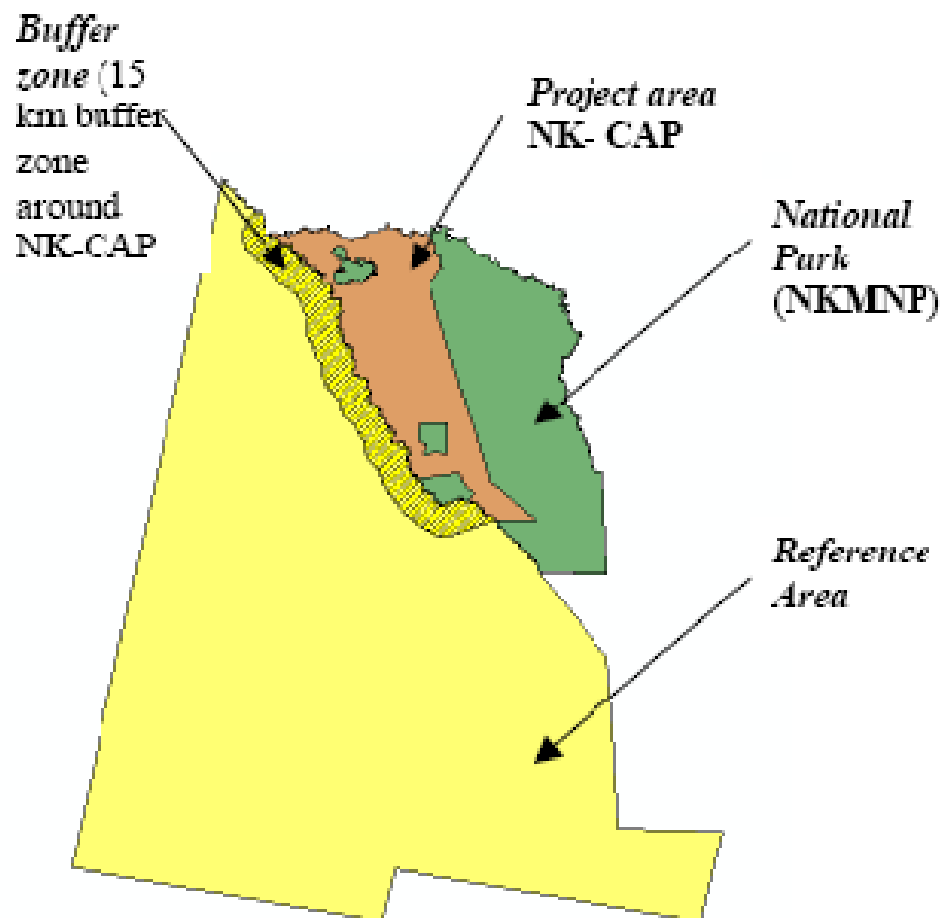 Buffer
zone (15
km buffer
zone
around
NK-CAP
Project area
NK- CAP
National
Park
(NKMNP)
Reference
Area